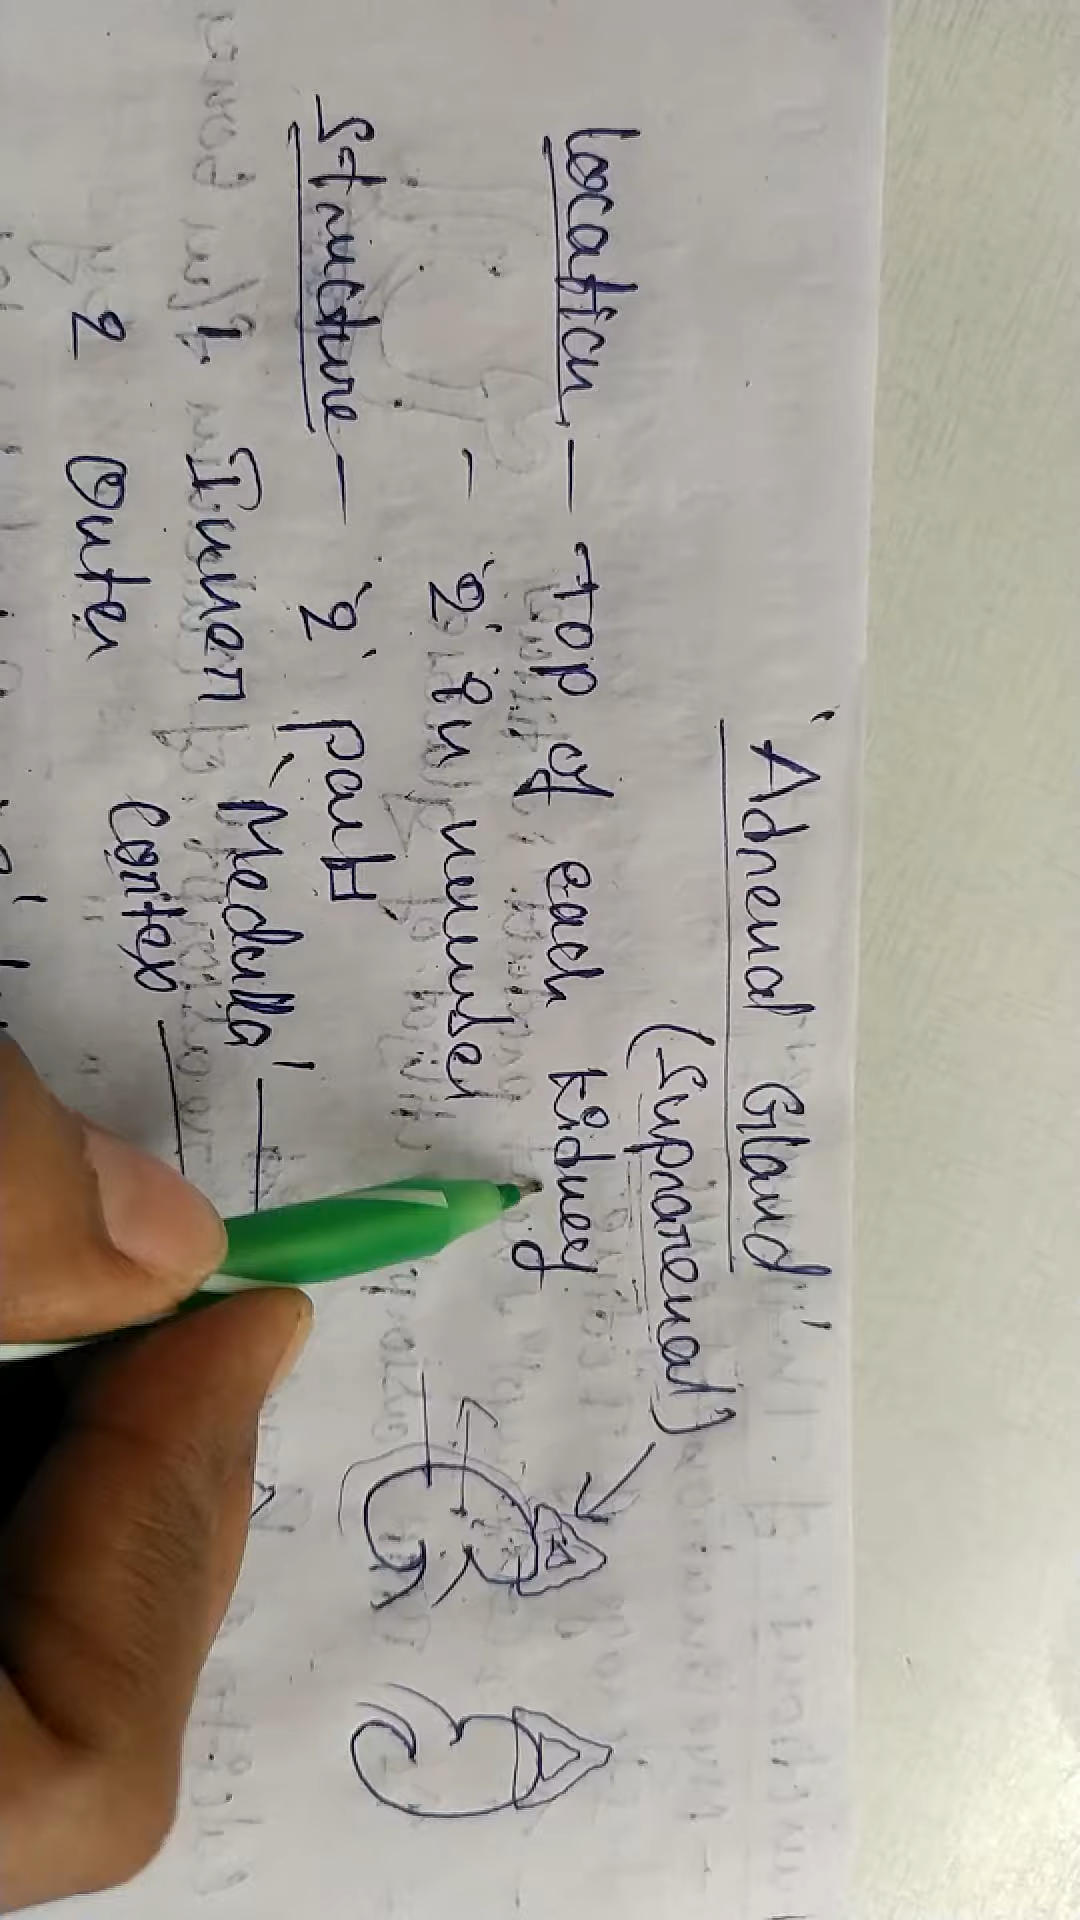 'Adrenal Gland'
(Suprarenal)
Location – Top of each kidney
– '2' in number
Structure – '2' parts
1. Inner 'Medulla' –
2 Outer Cortex –